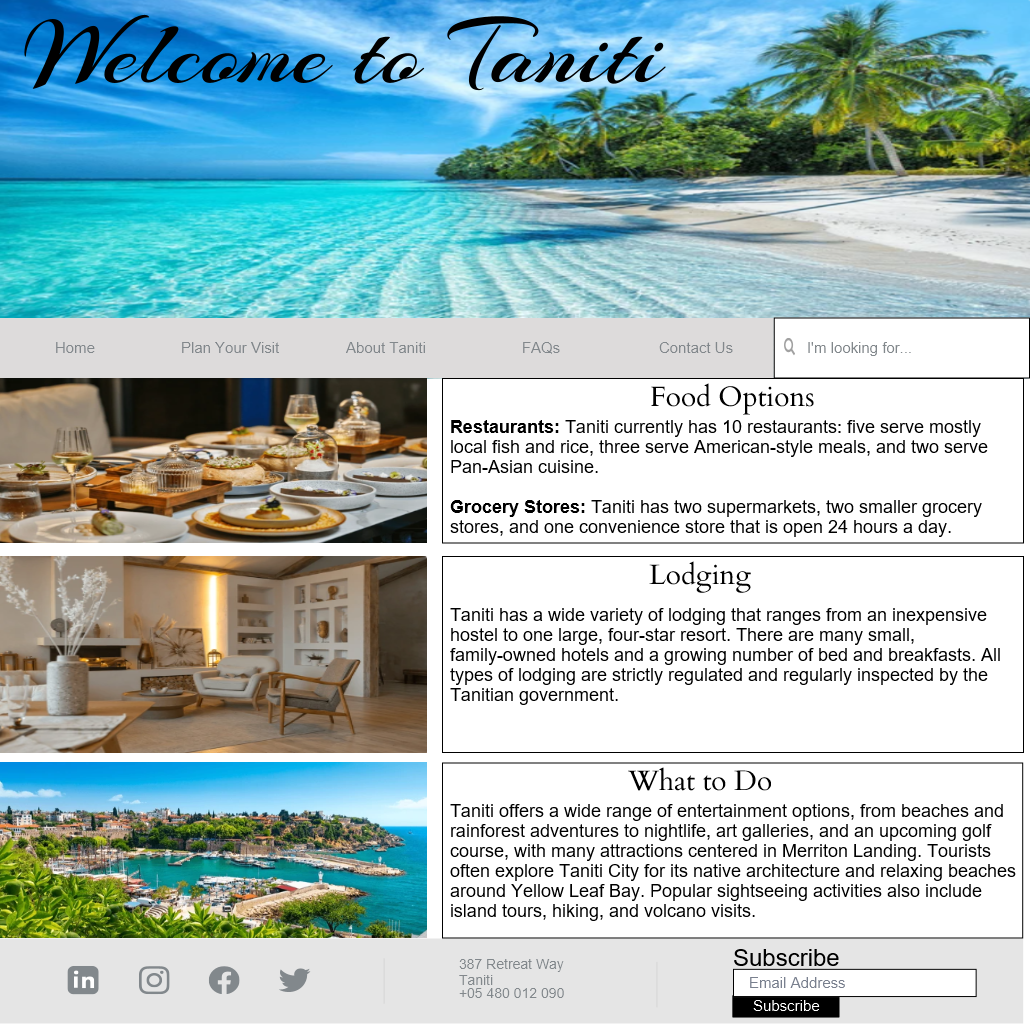 Welcome to Taniti
Home
Plan Your Visit
About Taniti
FAQs
Contact Us
I'm looking for...
Food Options
Restaurants: Taniti currently has 10 restaurants: five serve mostly
local fish and rice, three serve American-style meals, and two serve
Pan-Asian cuisine.
Grocery Stores: Taniti has two supermarkets, two smaller grocery
stores, and one convenience store that is open 24 hours a day.
Lodging
Taniti has a wide variety of lodging that ranges from an inexpensive
hostel to one large, four-star resort. There are many small,
family-owned hotels and a growing number of bed and breakfasts. All
types of lodging are strictly regulated and regularly inspected by the
Tanitian government.
What to Do
Taniti offers a wide range of entertainment options, from beaches and
rainforest adventures to nightlife, art galleries, and an upcoming golf
course, with many attractions centered in Merriton Landing. Tourists
often explore Taniti City for its native architecture and relaxing beaches
around Yellow Leaf Bay. Popular sightseeing activities also include
island tours, hiking, and volcano visits.
in
387 Retreat Way
Taniti
+05 480 012 090
Subscribe
Email Address
Subscribe